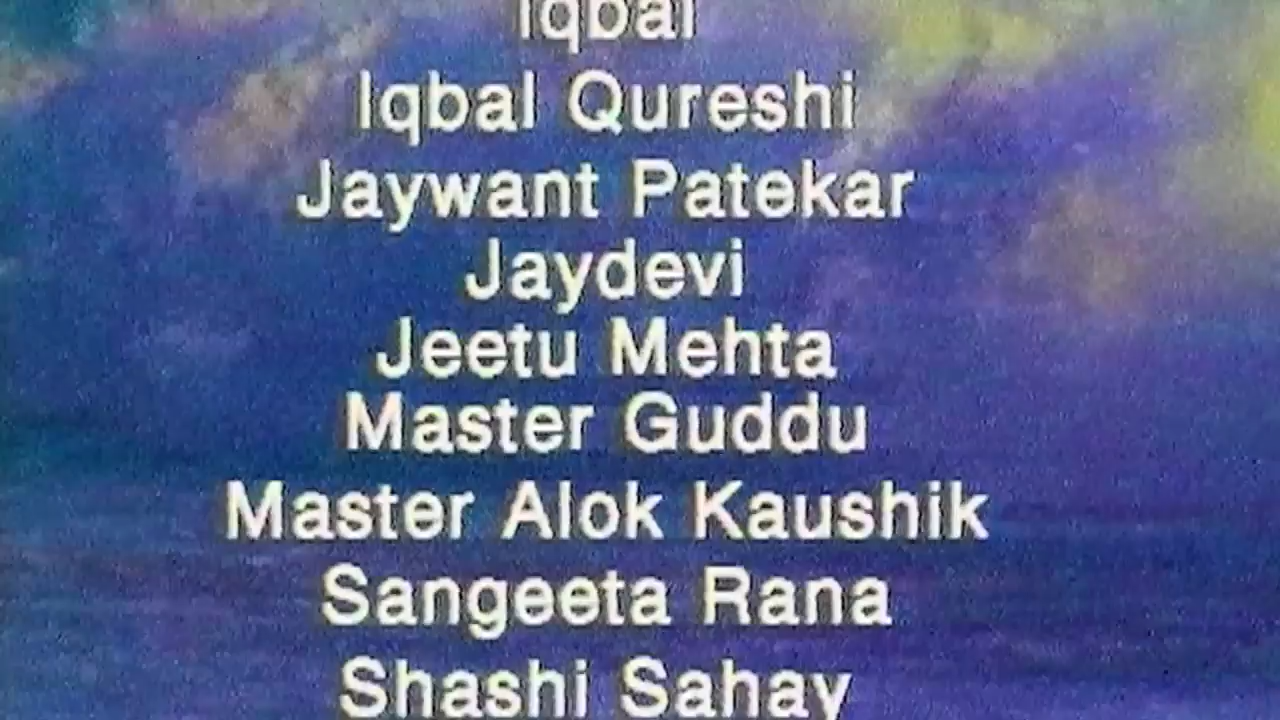 Iqbal
Iqbal Qureshi
Jaywant Patekar
Jaydevi
Jeetu Mehta
Master Guddu
Master Alok Kaushik
Sangeeta Rana
Shashi Sahay